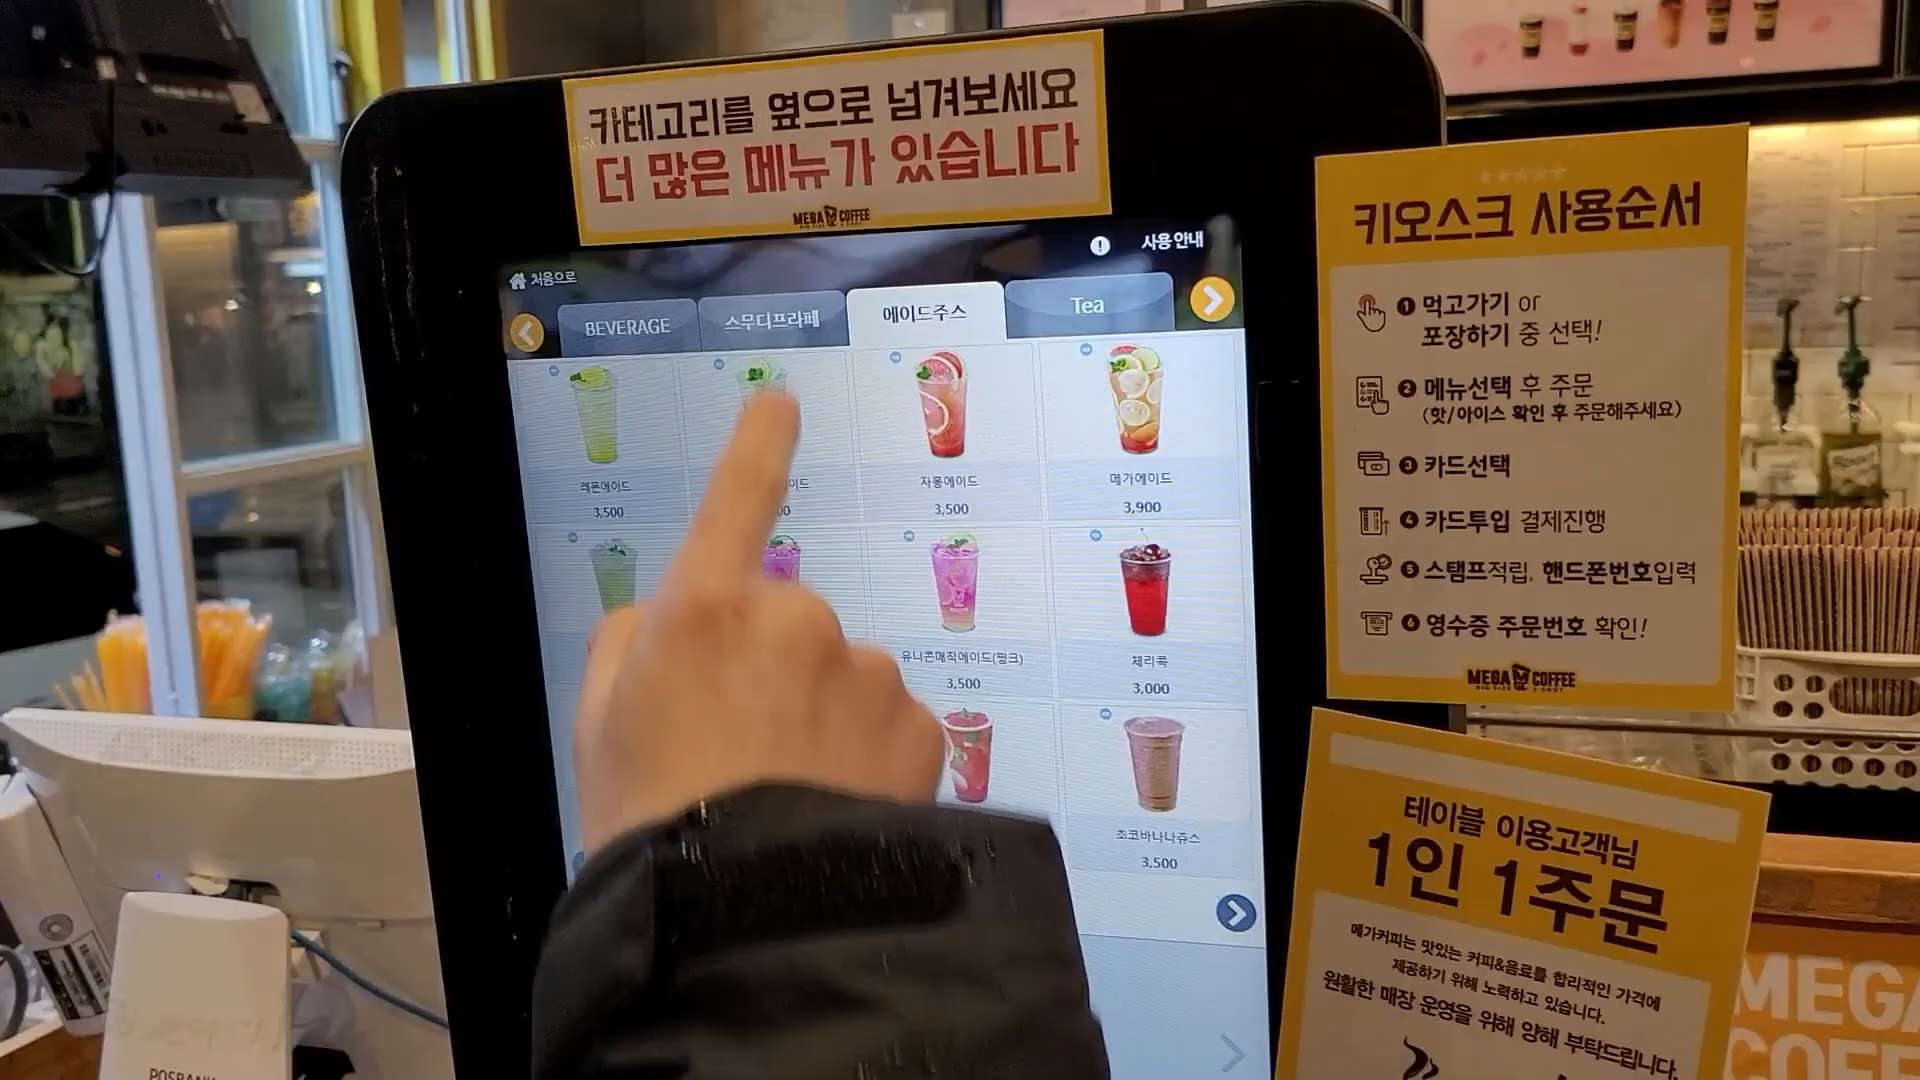 카테고리를 옆으로 넘겨보세요
더 많은 메뉴가 있습니다
MEGA COFFEE
처음으로
사용안내
BEVERAGE
스무디프라페
에이드주스
Tea
레몬에이드
3,500
이드
00
자몽에이드
3,500
메가에이드
3,900
유니콘매직에이드(핑크)
3,500
체리콕
3,000
초코바나나쥬스
3,500
키오스크 사용순서
1 먹고가기 or
포장하기 중 선택!
2 메뉴선택 후 주문
(핫/아이스 확인 후 주문해주세요)
3 카드선택
4 카드투입 결제진행
5 스탬프적립, 핸드폰번호입력
6 영수증 주문번호 확인!
MEGA COFFEE
테이블 이용고객님
1인 1주문
메가커피는 맛있는 커피&음료를 합리적인 가격에
제공하기 위해 노력하고 있습니다.
원활한 매장 운영을 위해 양해 부탁드립니다.
MEGA
COFF
POSBANK